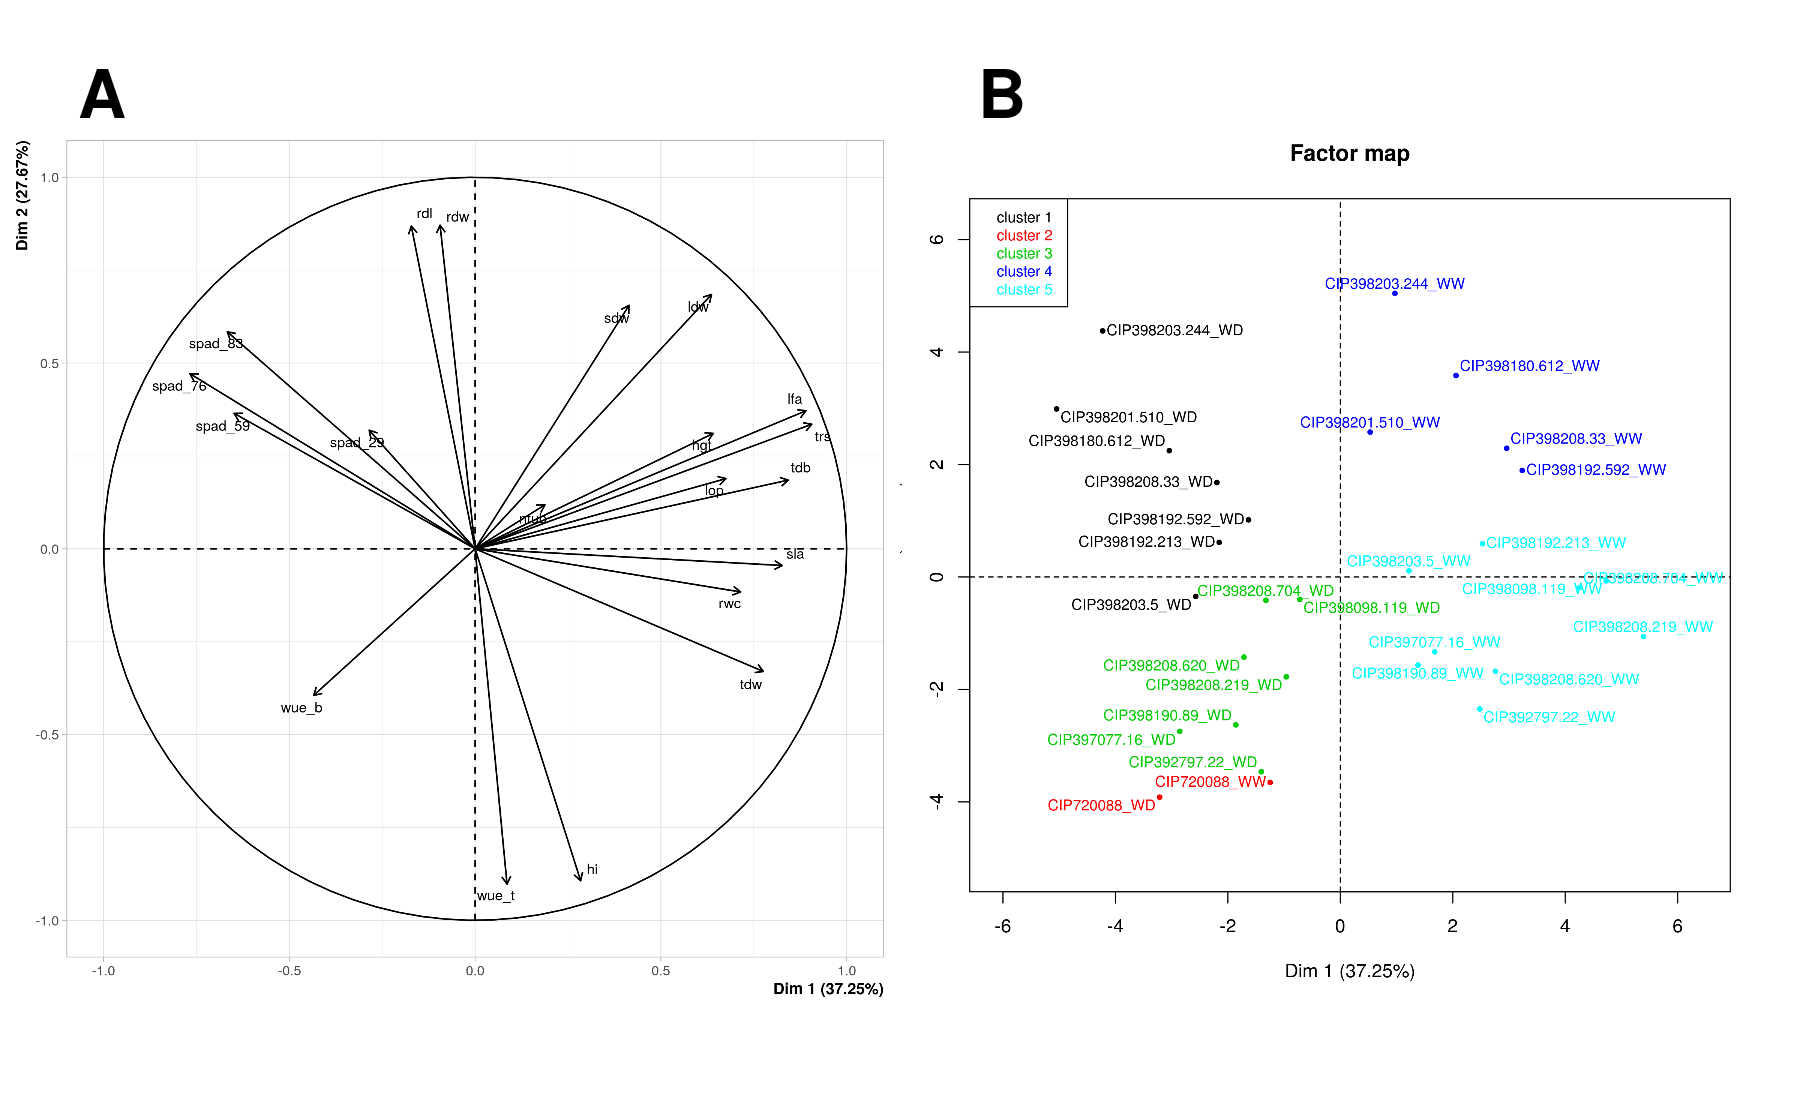 A
B
Dim 2 (27.67%)
1.0
0.5
0.0
-0.5
-1.0
rdl
rdw
sdw
ldw
spad_83
spad_76
spad_59
spad_29
lfa
trs
hgt
tdb
lop
ntub
sla
rwc
tdw
wue_b
hi
wue_t
-1.0
-0.5
0.0
0.5
1.0
Dim 1 (37.25%)
Factor map
cluster 1
cluster 2
cluster 3
cluster 4
cluster 5
6
4
2
0
-2
-4
CIP398203.244_WW
CIP398203.244_WD
CIP398180.612_WW
CIP398201.510_WD
CIP398201.510_WW
CIP398180.612_WD
CIP398208.33_WW
CIP398192.592_WW
CIP398208.33_WD
CIP398192.592_WD
CIP398192.213_WD
CIP398192.213_WW
CIP398203.5_WW
CIP398208.704_WW
CIP398098.119_WW
CIP398208.704_WD
CIP398203.5_WD
CIP398098.119_WD
CIP398208.219_WW
CIP397077.16_WW
CIP398208.620_WD
CIP398190.89_WW
CIP398208.620_WW
CIP398208.219_WD
CIP398190.89_WD
CIP392797.22_WW
CIP397077.16_WD
CIP392797.22_WD
CIP720088_WW
CIP720088_WD
-6
-4
-2
0
2
4
6
Dim 1 (37.25%)